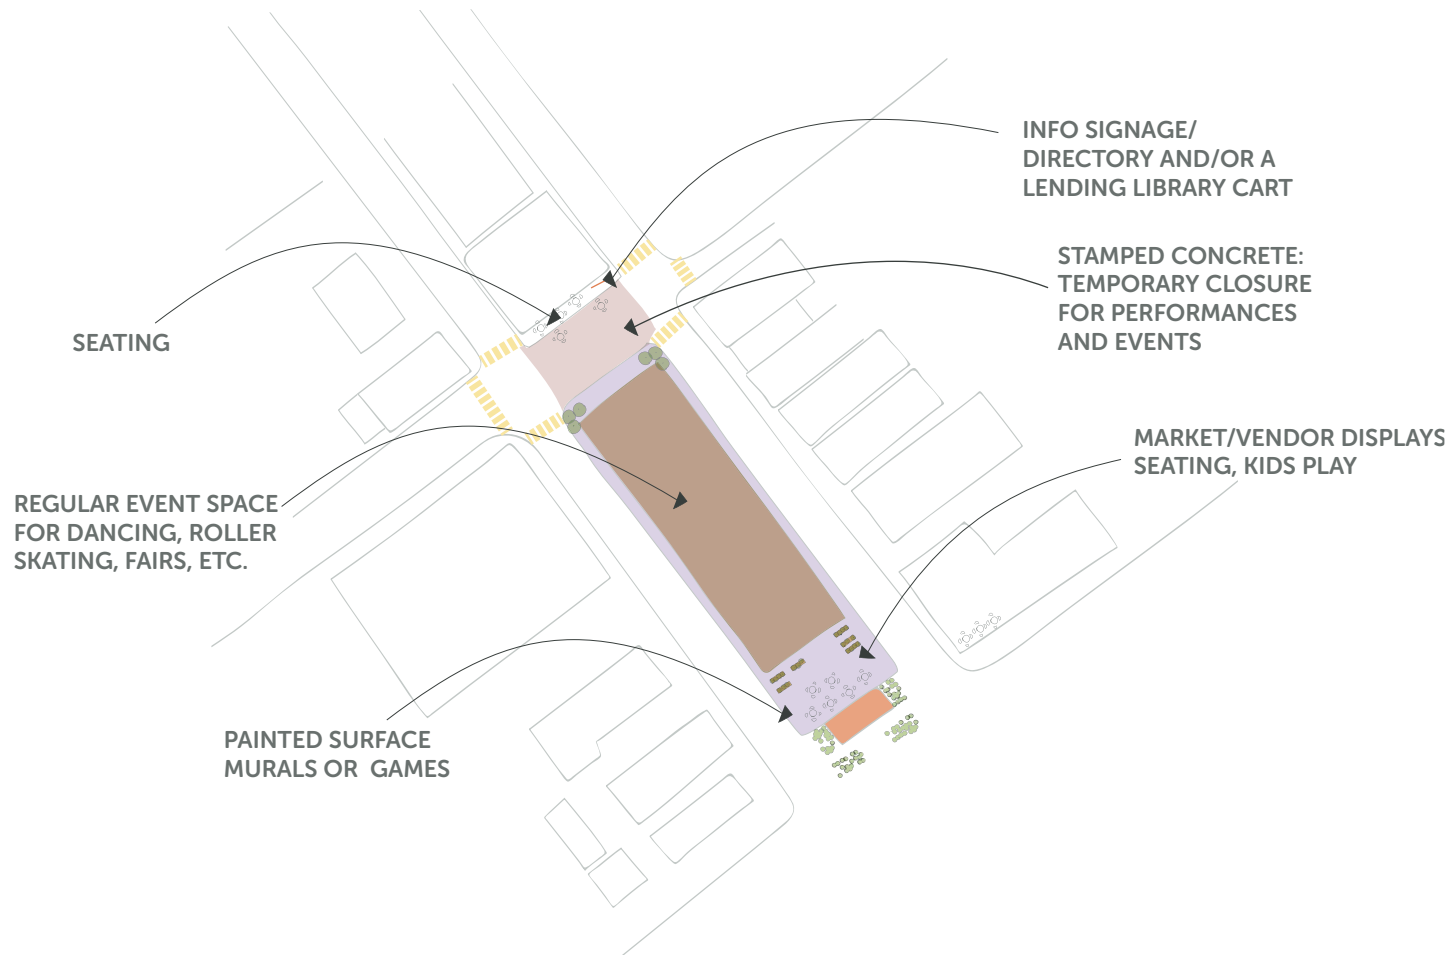 INFO SIGNAGE/
DIRECTORY AND/OR A
LENDING LIBRARY CART
STAMPED CONCRETE:
TEMPORARY CLOSURE
FOR PERFORMANCES
AND EVENTS
SEATING
MARKET/VENDOR DISPLAYS
SEATING, KIDS PLAY
REGULAR EVENT SPACE
FOR DANCING, ROLLER
SKATING, FAIRS, ETC.
PAINTED SURFACE
MURALS OR GAMES